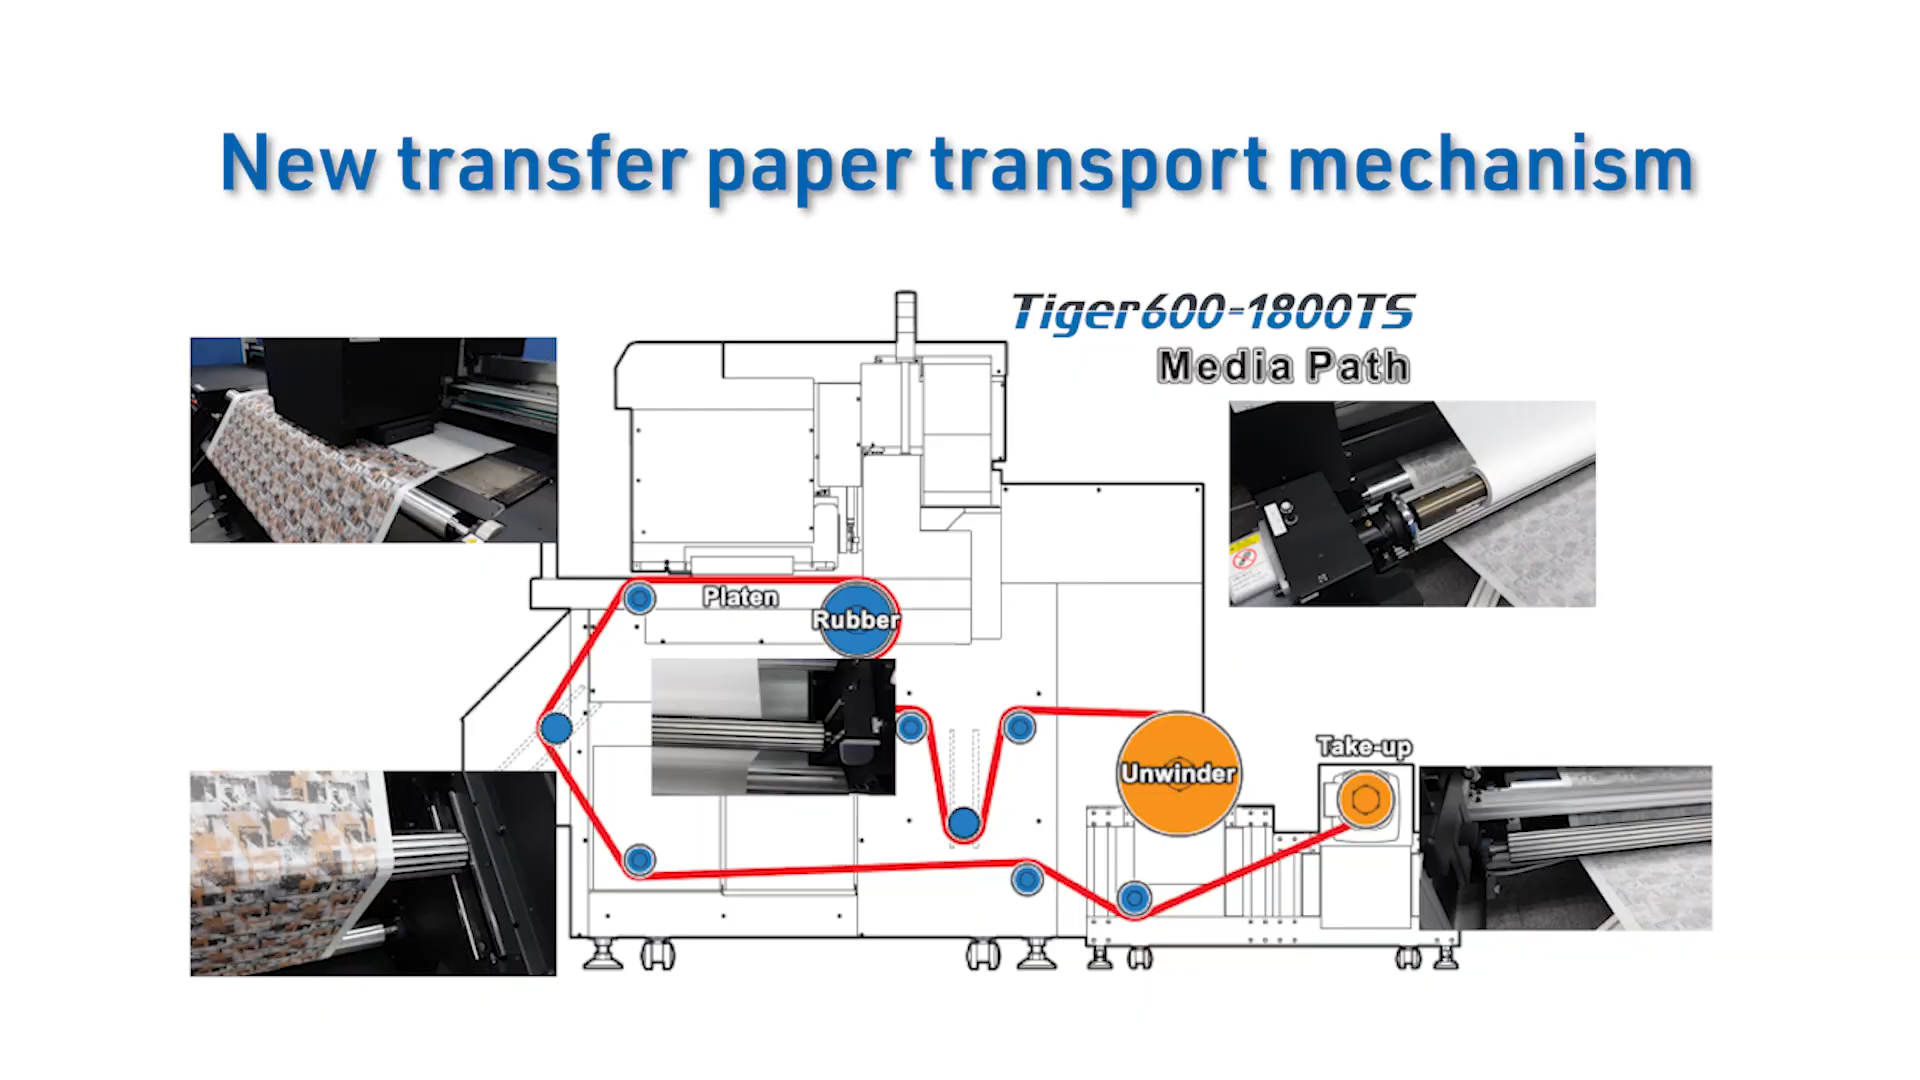 New transfer paper transport mechanism
Tiger600-1800TS
Media Path
Platen
Rubber
Unwinder
Take-up